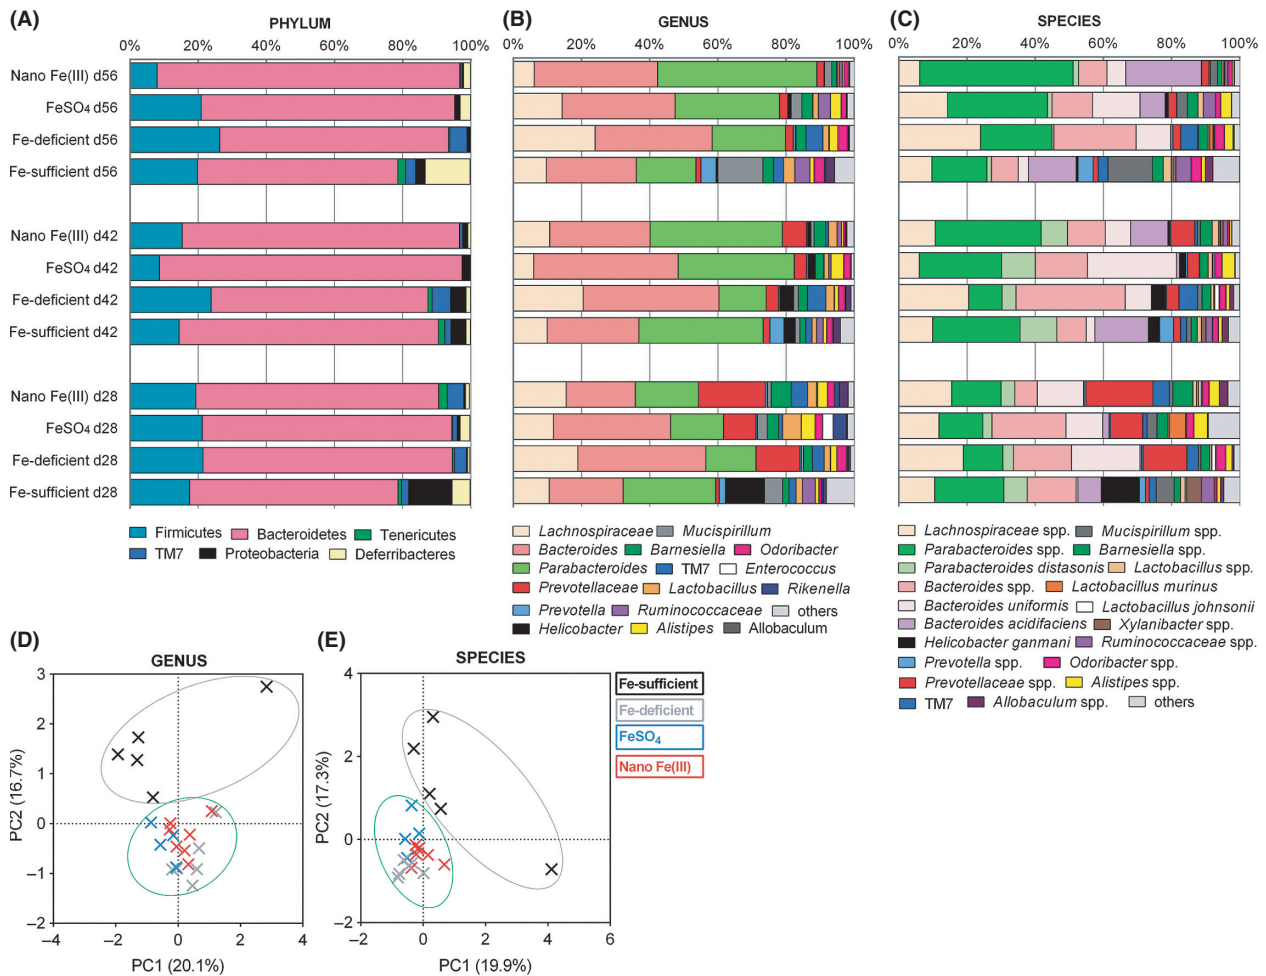 (A)
PHYLUM
0% 20% 40% 60% 80% 100%
Nano Fe(III) d56
FeSO₄ d56
Fe-deficient d56
Fe-sufficient d56
Nano Fe(III) d42
FeSO₄ d42
Fe-deficient d42
Fe-sufficient d42
Nano Fe(III) d28
FeSO₄ d28
Fe-deficient d28
Fe-sufficient d28
Firmicutes Bacteroidetes Tenericutes
TM7 Proteobacteria Deferribacteres
(B)
GENUS
0% 20% 40% 60% 80% 100%
Lachnospiraceae Mucispirillum
Bacteroides Barnesiella Odoribacter
Parabacteroides TM7 Enterococcus
Prevotellaceae Lactobacillus Rikenella
Prevotella Ruminococcaceae others
Helicobacter Alistipes Allobaculum
(C)
SPECIES
0% 20% 40% 60% 80% 100%
Lachnospiraceae spp. Mucispirillum spp.
Parabacteroides spp. Barnesiella spp.
Parabacteroides distasonis Lactobacillus spp.
Bacteroides spp. Lactobacillus murinus
Bacteroides uniformis Lactobacillus johnsonii
Bacteroides acidifaciens Xylanibacter spp.
Helicobacter ganmani Ruminococcaceae spp.
Prevotella spp. Odoribacter spp.
Prevotellaceae spp. Alistipes spp.
TM7 Allobaculum spp. others
(D)
GENUS
3
2
1
0
−1
−2
−4 −2 0 2 4
PC2 (16.7%)
PC1 (20.1%)
(E)
SPECIES
4
2
0
−2
−2 0 2 4 6
PC2 (17.3%)
PC1 (19.9%)
Fe-sufficient
Fe-deficient
FeSO₄
Nano Fe(III)